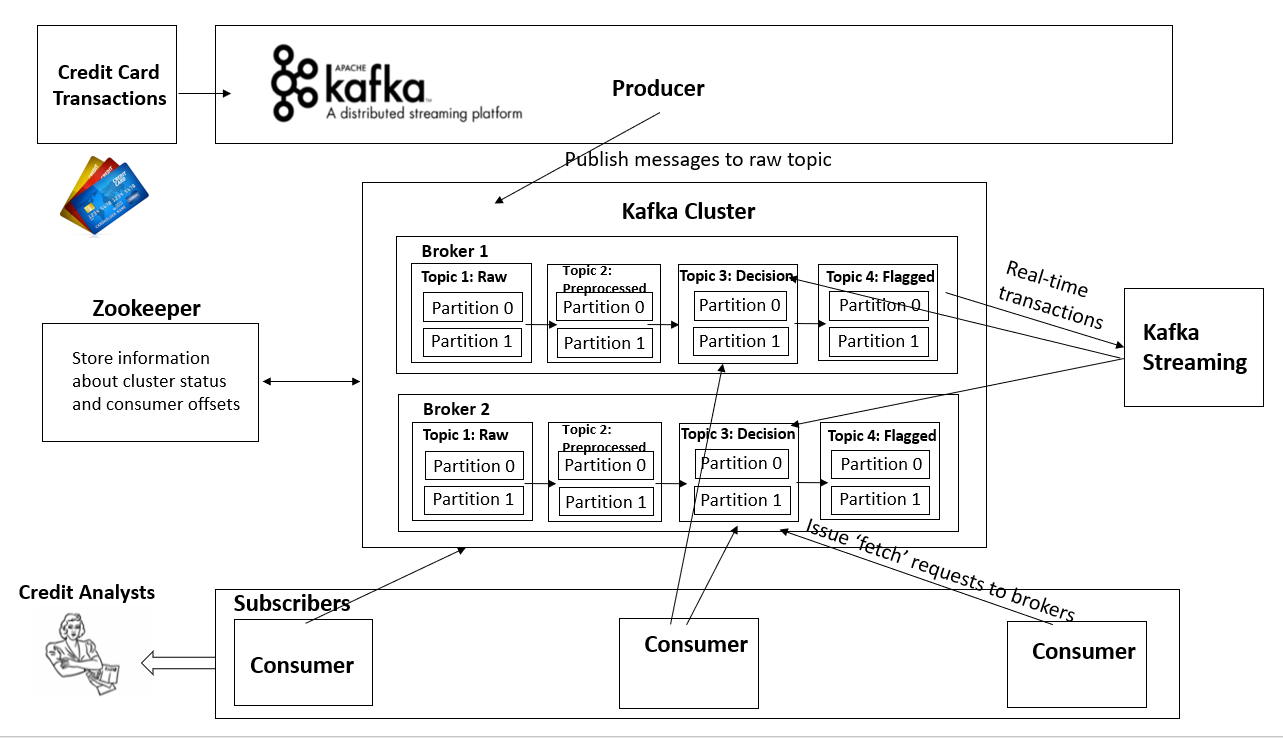 Credit Card
Transactions
APACHE
kafka
A distributed streaming platform
Producer
Publish messages to raw topic
Kafka Cluster
Broker 1
Topic 1: Raw
Partition 0
Partition 1
Topic 2:
Preprocessed
Partition 0
Partition 1
Topic 3: Decision
Partition 0
Partition 1
Topic 4: Flagged
Partition 0
Partition 1
Real-time
transactions
Kafka
Streaming
Zookeeper
Store information
about cluster status
and consumer offsets
Broker 2
Topic 1: Raw
Partition 0
Partition 1
Topic 2:
Preprocessed
Partition 0
Partition 1
Topic 3: Decision
Partition 0
Partition 1
Topic 4: Flagged
Partition 0
Partition 1
Issue ‘fetch’ requests to brokers
Credit Analysts
Subscribers
Consumer
Consumer
Consumer